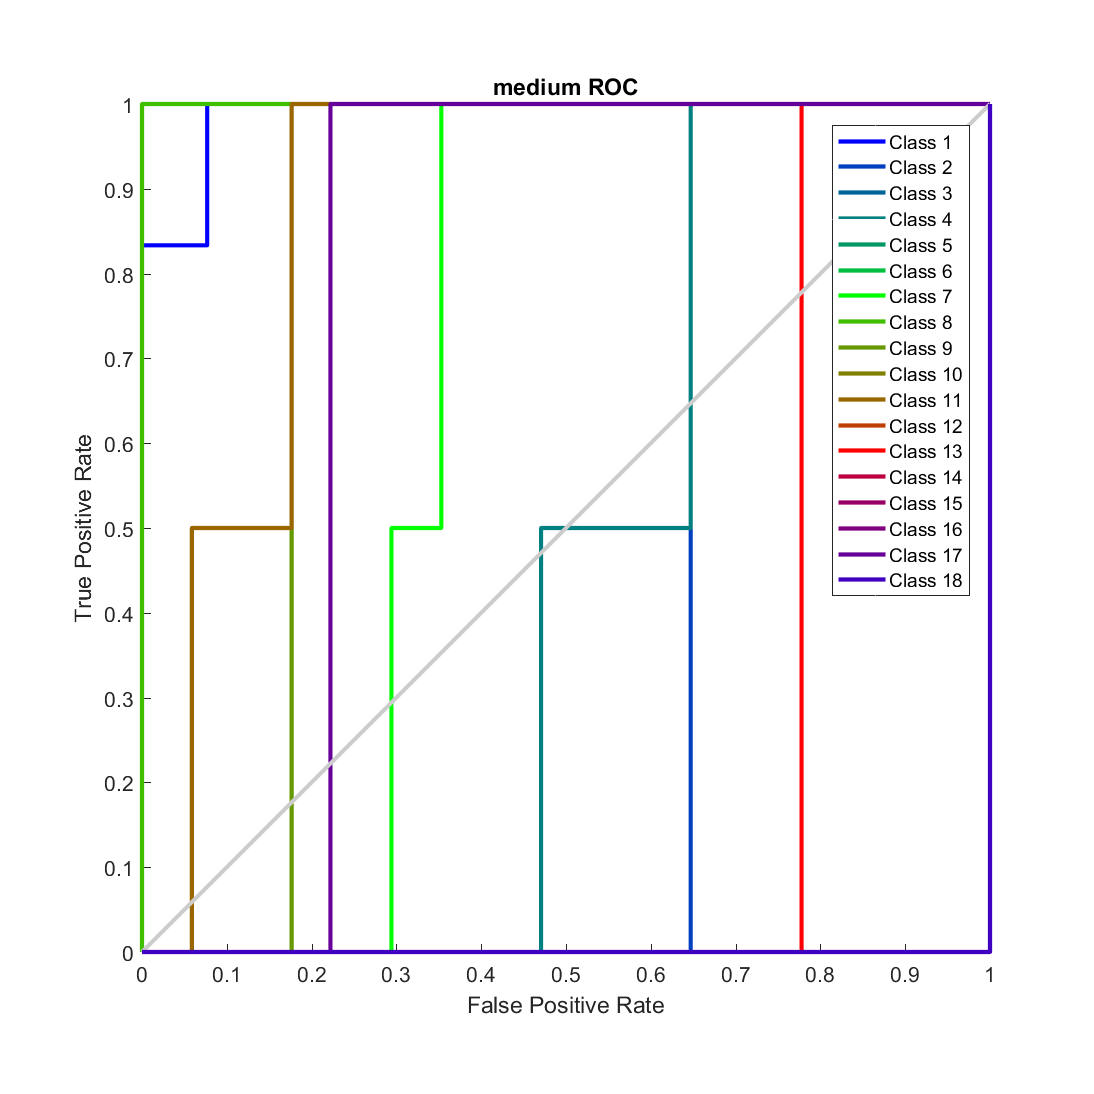 medium ROC
1
0.9
0.8
0.7
0.6
0.5
0.4
0.3
0.2
0.1
0
True Positive Rate
0 0.1 0.2 0.3 0.4 0.5 0.6 0.7 0.8 0.9 1
False Positive Rate
Class 1
Class 2
Class 3
Class 4
Class 5
Class 6
Class 7
Class 8
Class 9
Class 10
Class 11
Class 12
Class 13
Class 14
Class 15
Class 16
Class 17
Class 18